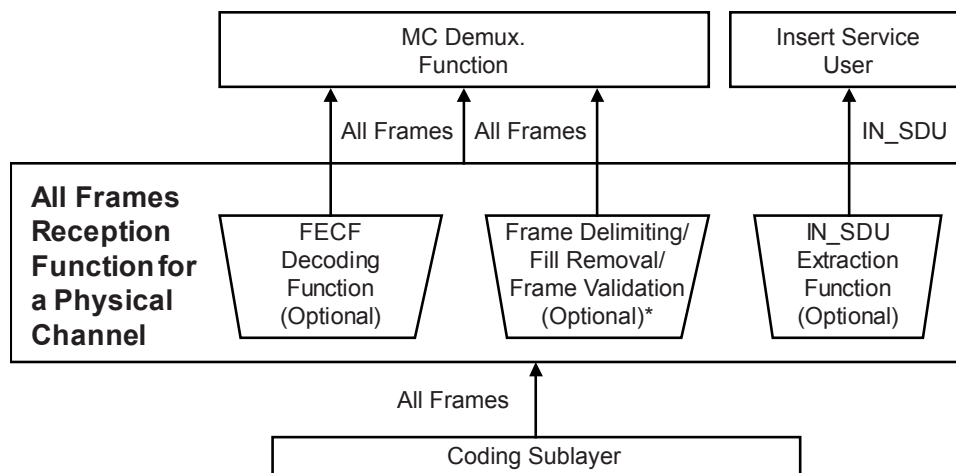 MC Demux.
Function
Insert Service
User
All Frames
All Frames
IN_SDU
All Frames
Reception
Function for
a Physical
Channel
FECF
Decoding
Function
(Optional)
Frame Delimiting/
Fill Removal/
Frame Validation
(Optional)*
IN_SDU
Extraction
Function
(Optional)
All Frames
Coding Sublayer